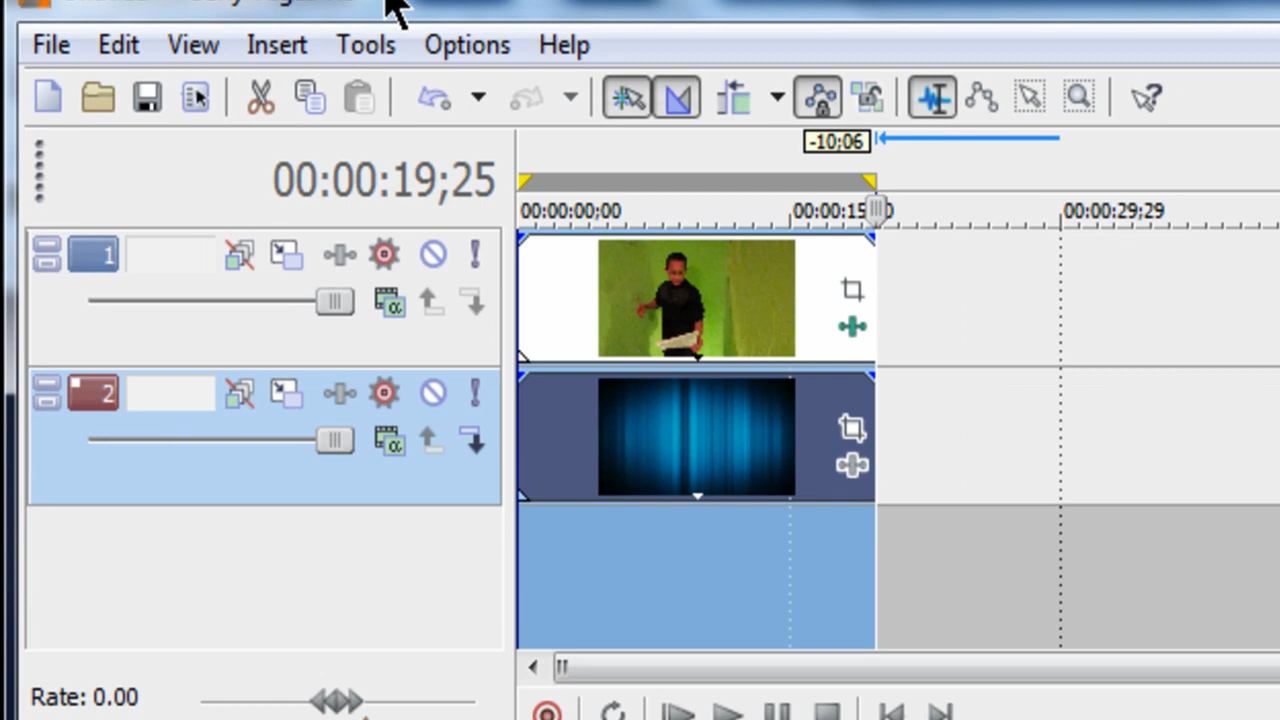 File Edit View Insert Tools Options Help
-10;06
00:00:19;25
00:00:00;00 00:00:15 0 00:00:29;29
1
2
Rate: 0.00